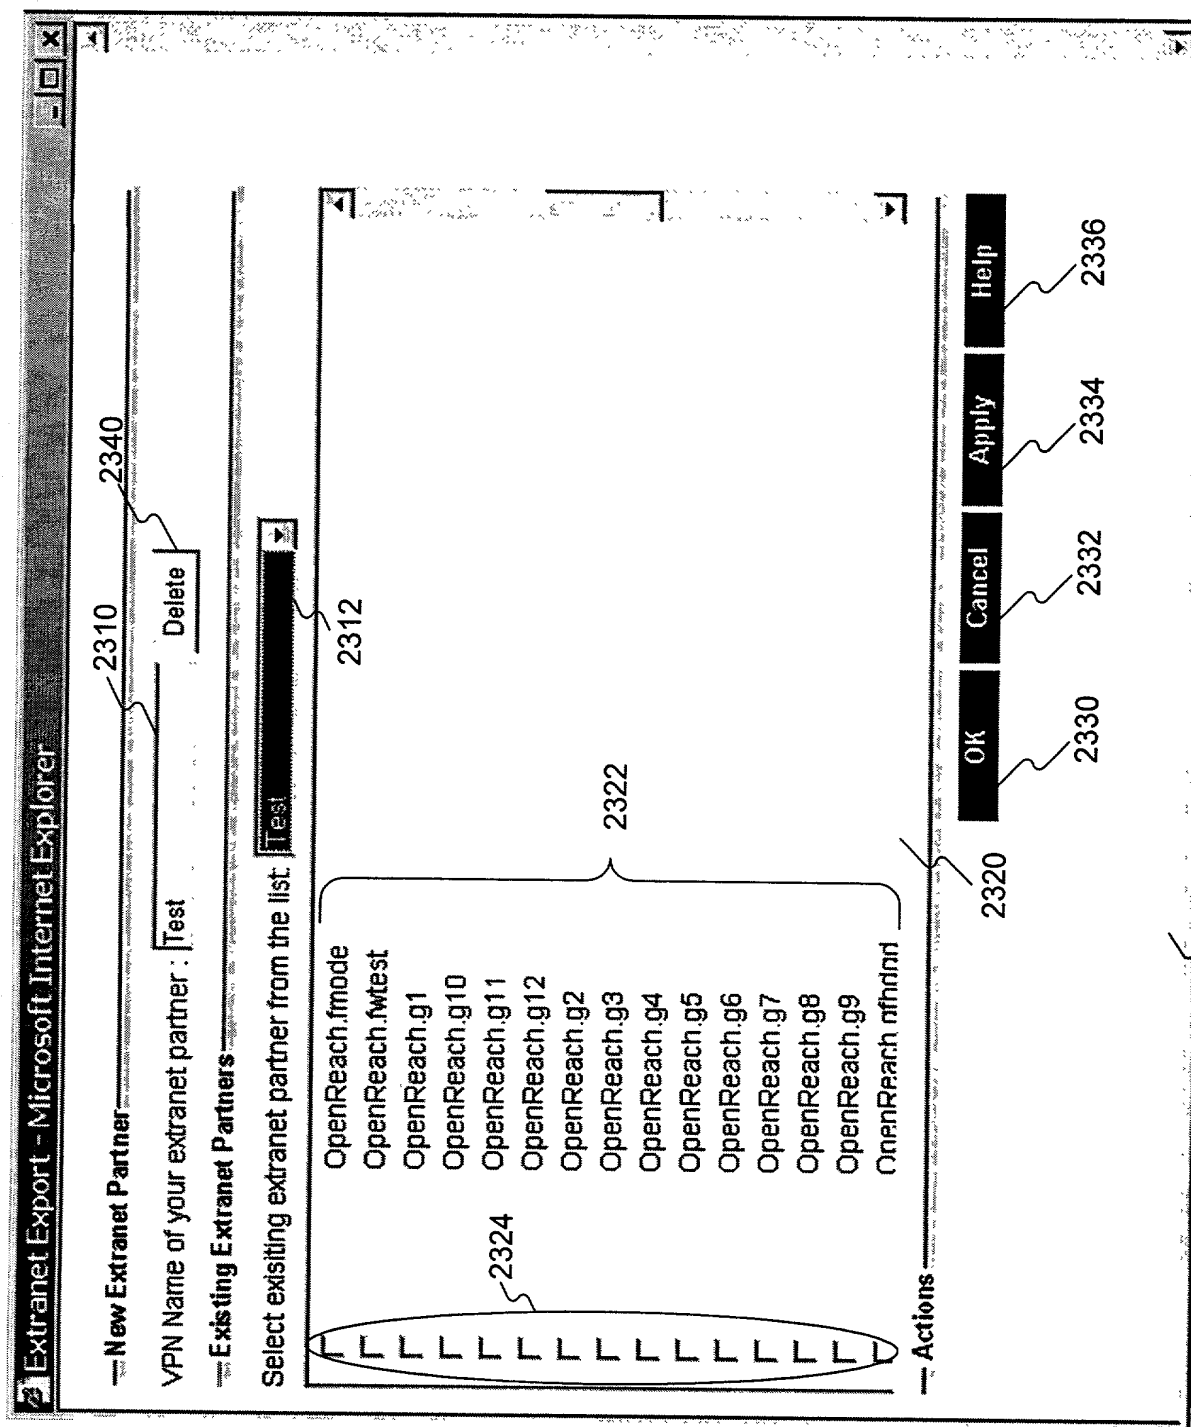 Extranet Export - Microsoft Internet Explorer
New Extranet Partner
2310
2340
VPN Name of your extranet partner : Test Delete
Existing Extranet Partners
Select exisiting extranet partner from the list: Test
2312
OpenReach.fmode
OpenReach.fwtest
OpenReach.g1
OpenReach.g10
OpenReach.g11
OpenReach.g12
OpenReach.g2
OpenReach.g3
OpenReach.g4
OpenReach.g5
OpenReach.g6
OpenReach.g7
OpenReach.g8
OpenReach.g9
2324
2322
2320
Actions
OK Cancel Apply Help
2330 2332 2334 2336